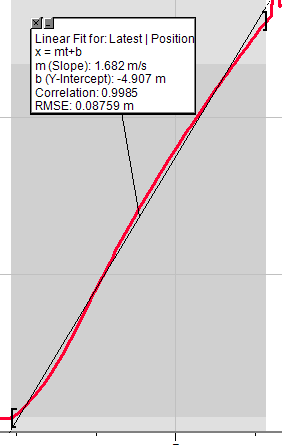 Linear Fit for: Latest | Position
x = mt+b
m (Slope): 1.682 m/s
b (Y-Intercept): -4.907 m
Correlation: 0.9985
RMSE: 0.08759 m